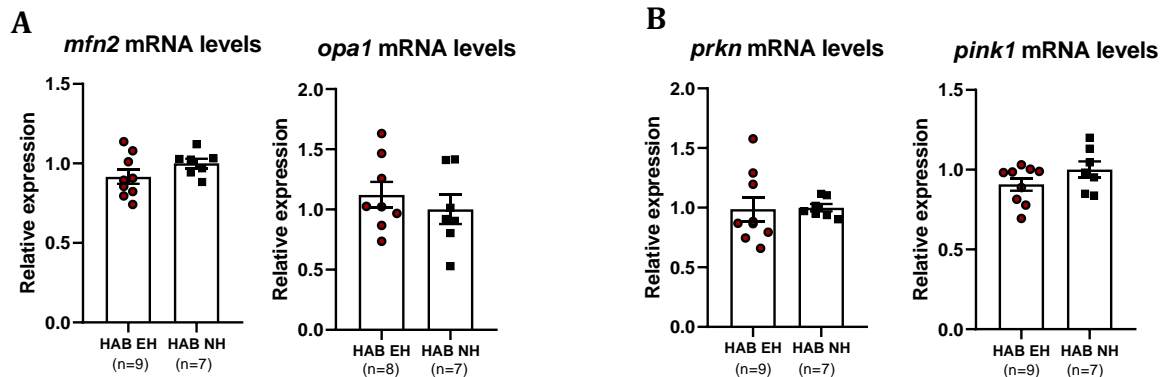 A
mfn2 mRNA levels
Relative expression
1.5
1.0
0.5
0.0
HAB EH
(n=9)
HAB NH
(n=7)
opa1 mRNA levels
Relative expression
2.0
1.5
1.0
0.5
0.0
HAB EH
(n=8)
HAB NH
(n=7)
B
prkn mRNA levels
Relative expression
2.0
1.5
1.0
0.5
0.0
HAB EH
(n=9)
HAB NH
(n=7)
pink1 mRNA levels
Relative expression
1.5
1.0
0.5
0.0
HAB EH
(n=9)
HAB NH
(n=7)